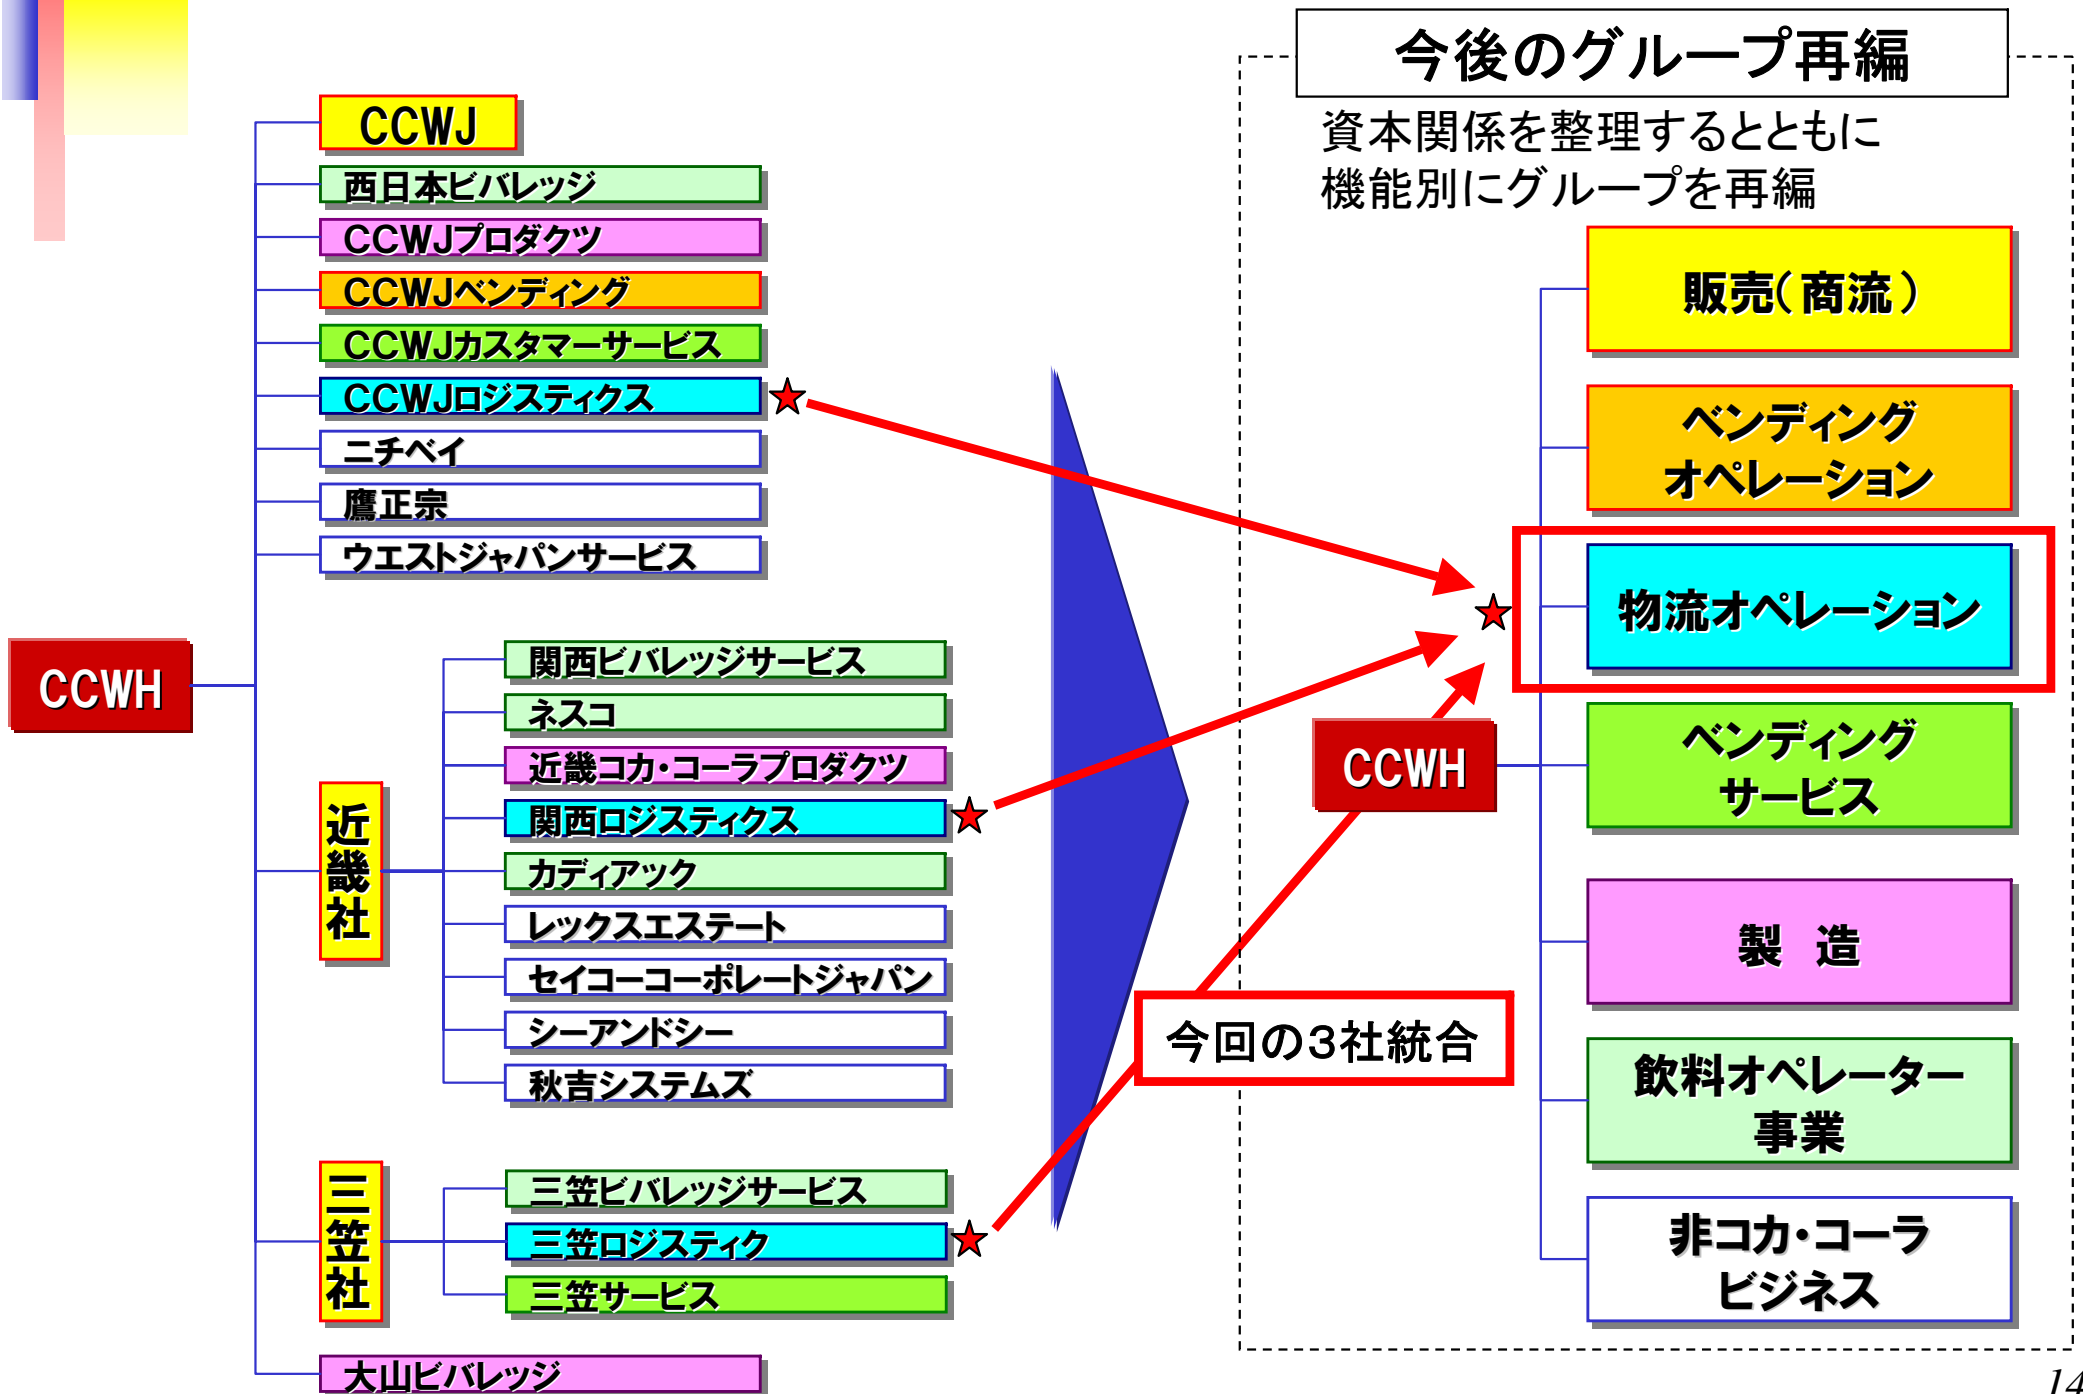 今後のグループ再編
資本関係を整理するとともに
機能別にグループを再編
CCWH
CCWJ
西日本ビバレッジ
CCWJプロダクツ
CCWJベンディング
CCWJカスタマーサービス
CCWJロジスティクス
ニチベイ
鷹正宗
ウエストジャパンサービス
近畿社
関西ビバレッジサービス
ネスコ
近畿コカ・コーラプロダクツ
関西ロジスティクス
カディアック
レックスエステート
セイコーコーポレートジャパン
シーアンドシー
秋吉システムズ
三笠社
三笠ビバレッジサービス
三笠ロジスティク
三笠サービス
大山ビバレッジ
今回の3社統合
CCWH
販売(商流)
ベンディング
オペレーション
物流オペレーション
ベンディング
サービス
製 造
飲料オペレーター
事業
非コカ・コーラ
ビジネス
14